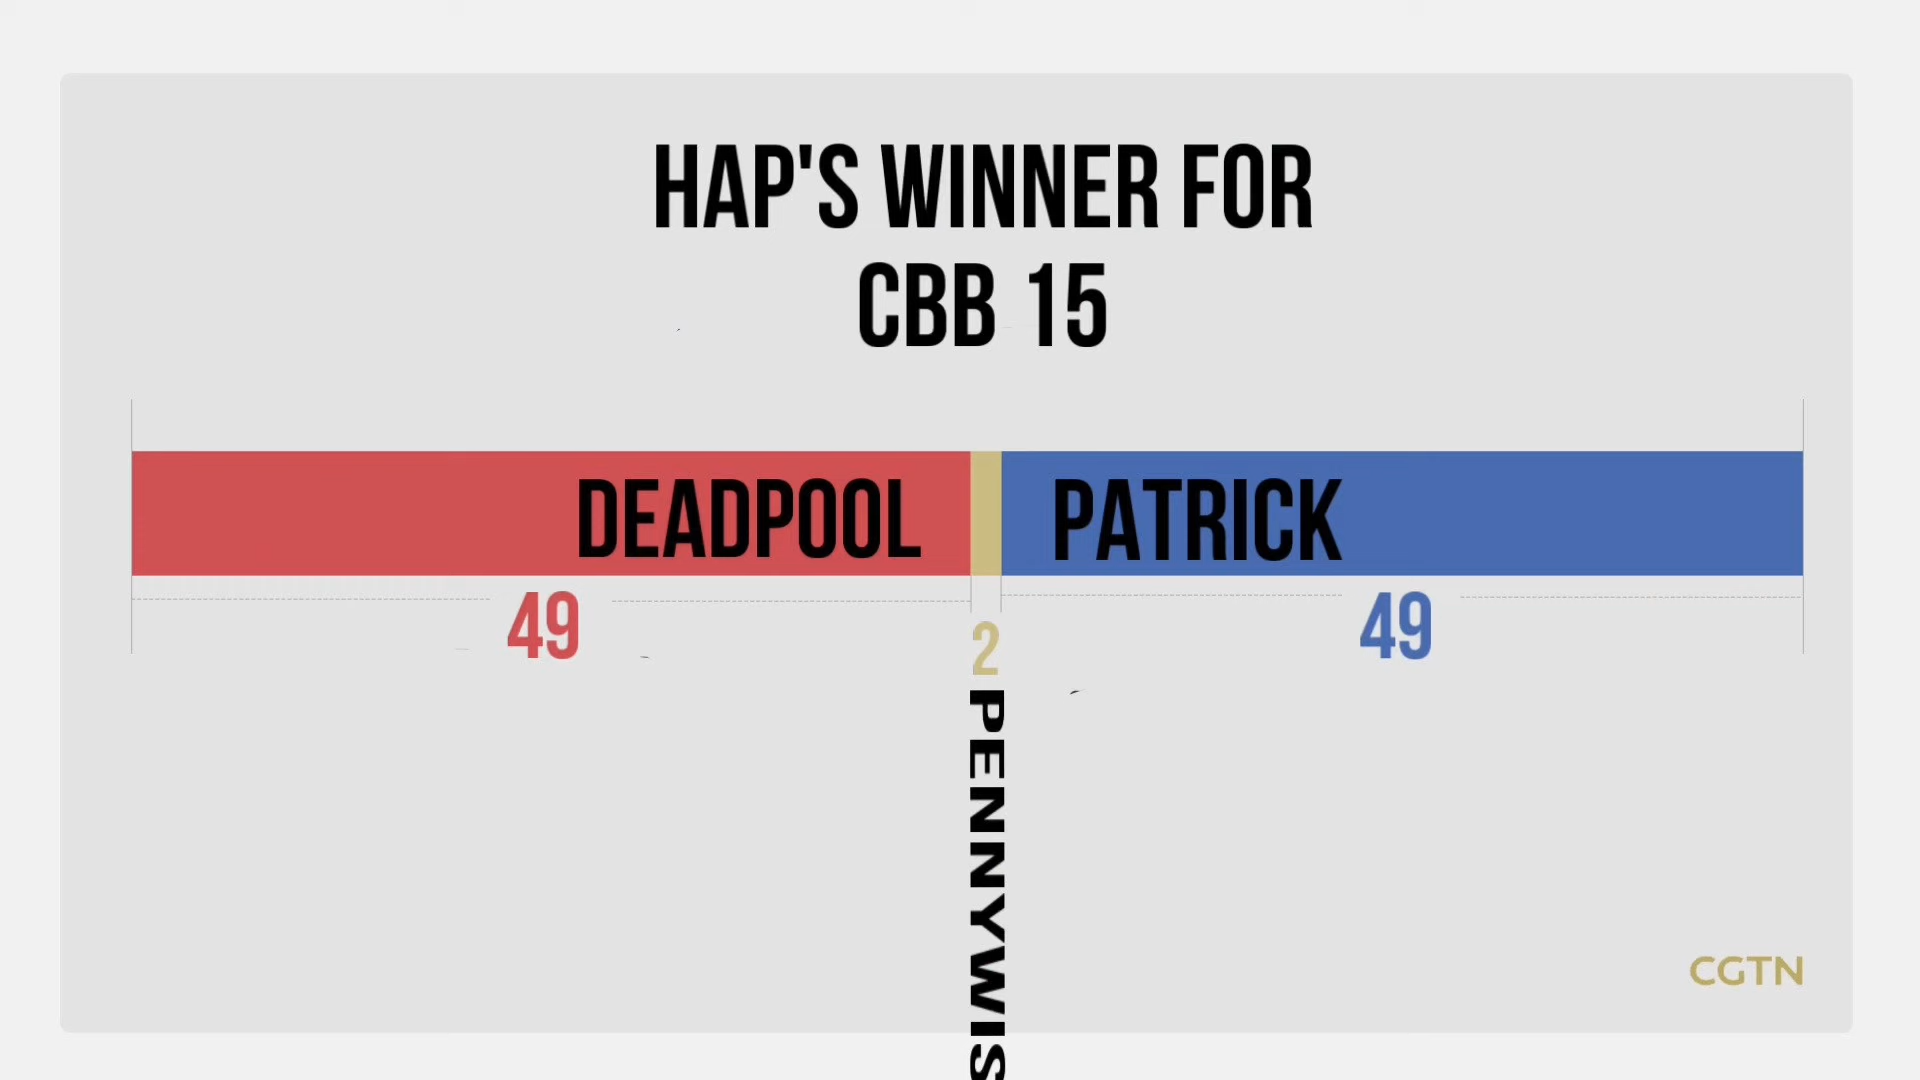 HAP'S WINNER FOR
CBB 15
DEADPOOL
PATRICK
49
2
49
PENNYWIS
CGTN